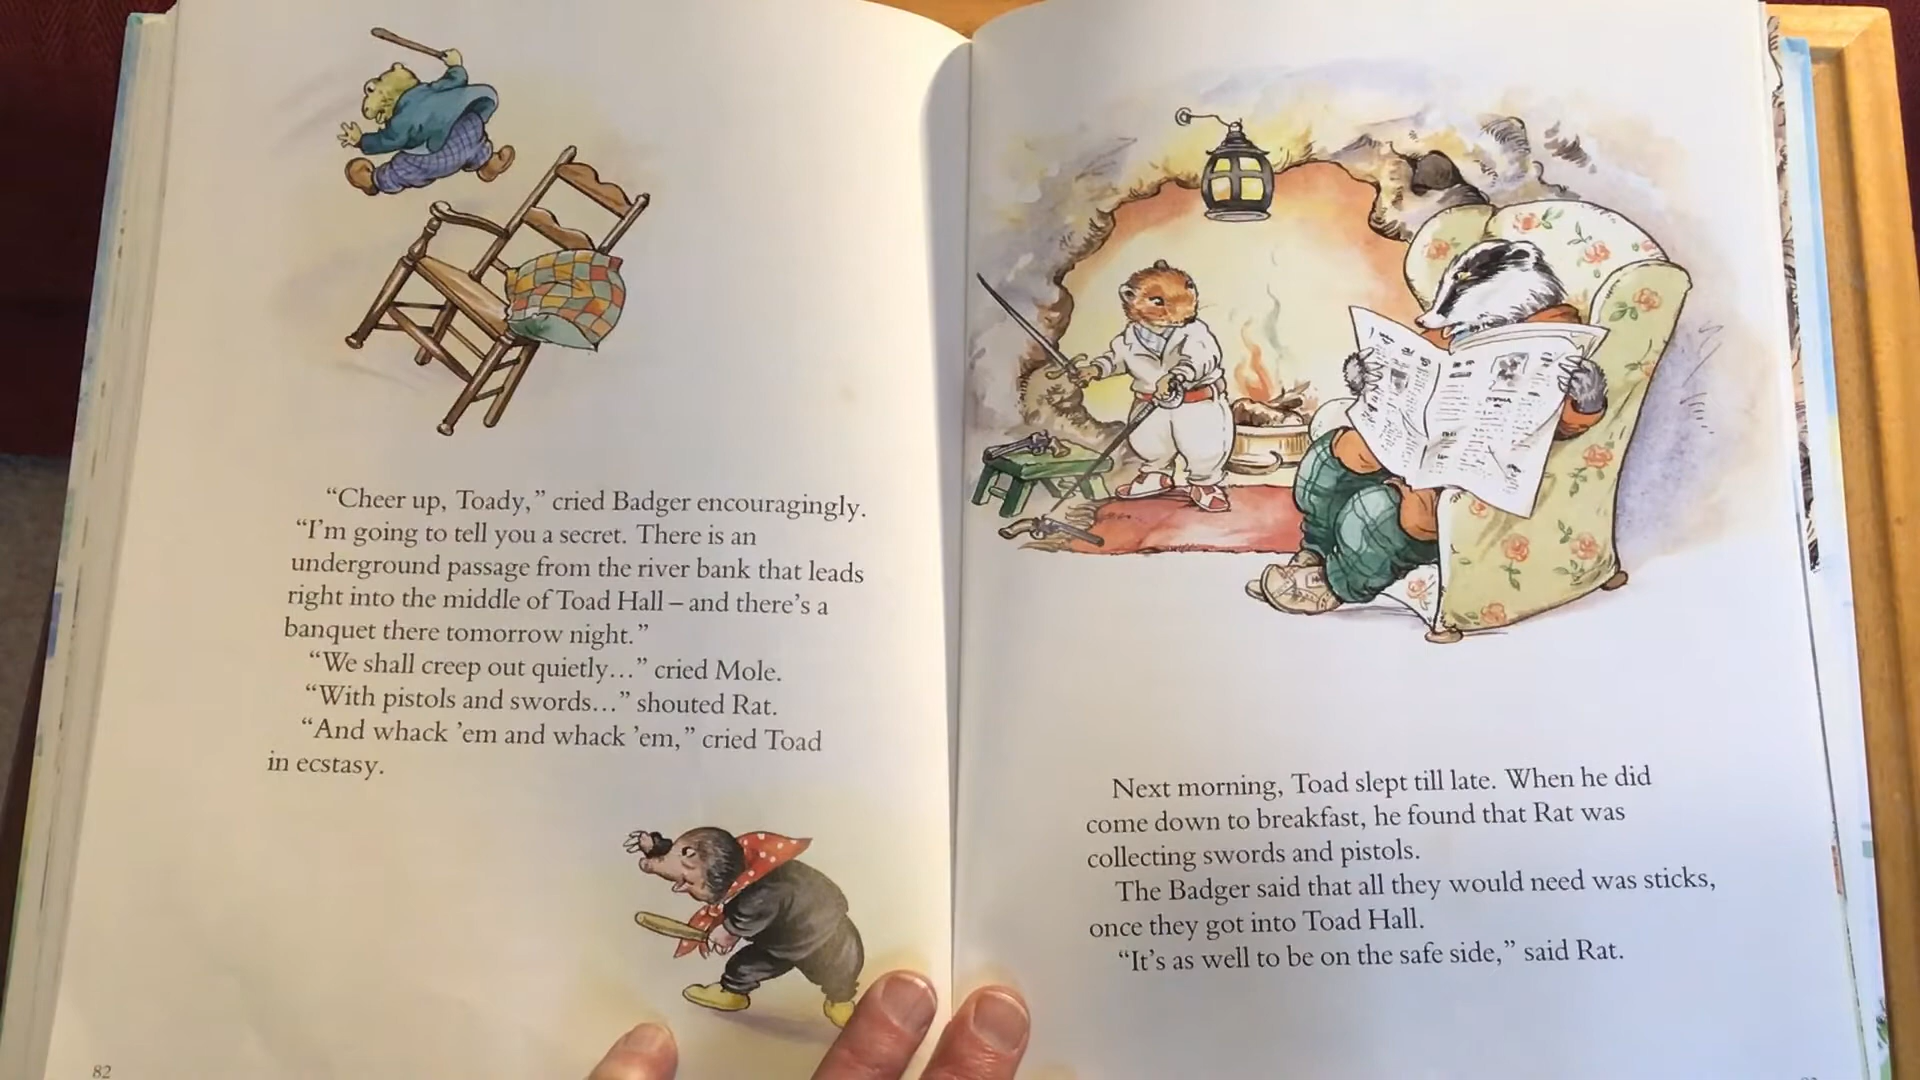 “Cheer up, Toady,” cried Badger encouragingly.
“I’m going to tell you a secret. There is an
underground passage from the river bank that leads
right into the middle of Toad Hall – and there’s a
banquet there tomorrow night.”
“We shall creep out quietly…” cried Mole.
“With pistols and swords…” shouted Rat.
“And whack ’em and whack ’em,” cried Toad
in ecstasy.
82
Next morning, Toad slept till late. When he did
come down to breakfast, he found that Rat was
collecting swords and pistols.
The Badger said that all they would need was sticks,
once they got into Toad Hall.
“It’s as well to be on the safe side,” said Rat.